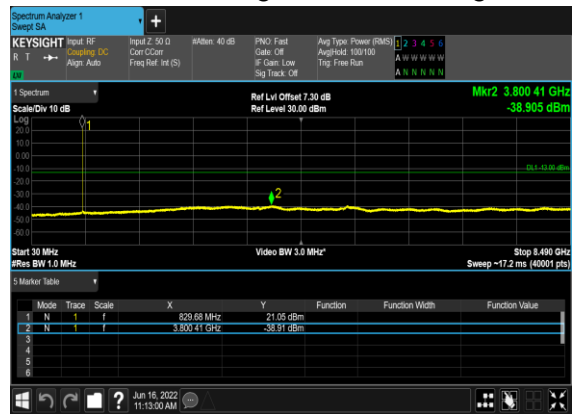 Spectrum Analyzer 1
Swept SA
+
KEYSIGHT Input: RF Input Z: 50 Ω #Atten: 40 dB PNO: Fast Avg Type: Power (RMS) 1 2 3 4 5 6
R T Coupling: DC Corr CCorr Gate: Off Avg|Hold: 100/100 A W W W W W
Align: Auto Freq Ref: Int (S) IF Gain: Low Trig: Free Run
LW Sig Track: Off A N N N N N
1 Spectrum Ref Lvl Offset 7.30 dB Mkr2 3.800 41 GHz
Scale/Div 10 dB Ref Level 30.00 dBm -38.905 dBm
Log
20.0
10.0
0.00
-10.0
-20.0
-30.0
-40.0
-50.0
-60.0
1
DL1 -13.00 dBm
2
Start 30 MHz Video BW 3.0 MHz* Stop 8.490 GHz
#Res BW 1.0 MHz Sweep ~17.2 ms (40001 pts)
5 Marker Table
Mode Trace Scale X Y Function Function Width Function Value
1 N 1 f 829.68 MHz 21.05 dBm
2 N 1 f 3.800 41 GHz -38.91 dBm
3
4
5
6
? Jun 16, 2022
11:13:00 AM